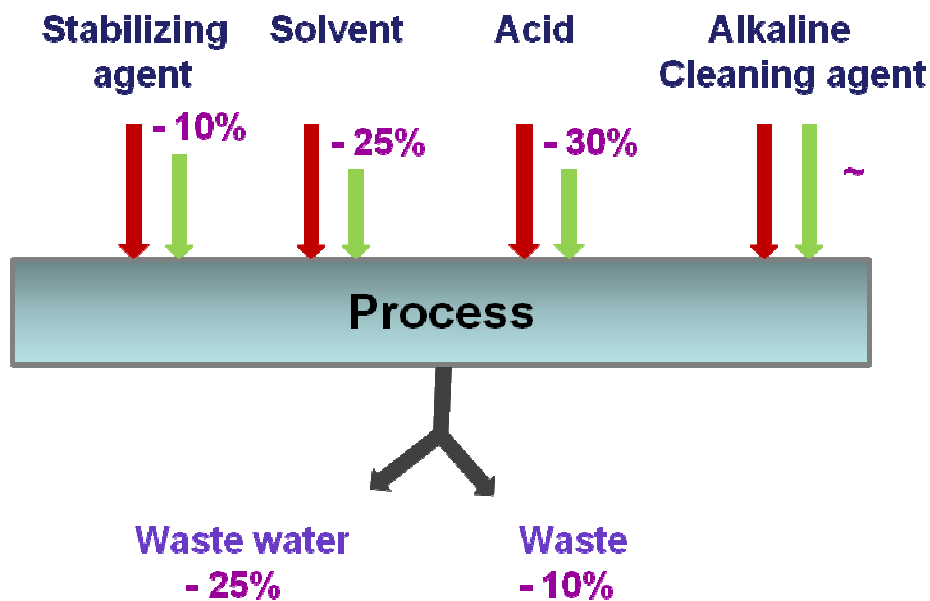 Stabilizing
agent
Solvent
Acid
Alkaline
Cleaning agent
- 10%
- 25%
- 30%
~
Process
Waste water
- 25%
Waste
- 10%